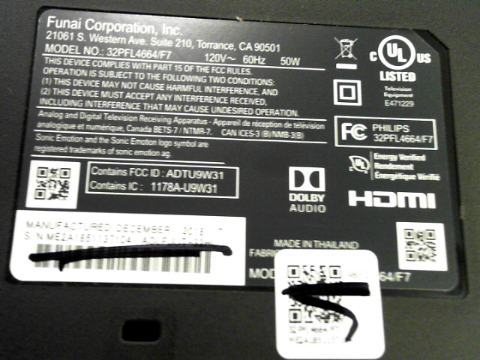 Funai Corporation, Inc.
21061 S. Western Ave. Suite 210, Torrance, CA 90501
MODEL NO.: 32PFL4664/F7 120V~ 60Hz 50W
THIS DEVICE COMPLIES WITH PART 15 OF THE FCC RULES.
OPERATION IS SUBJECT TO THE FOLLOWING TWO CONDITIONS:
(1) THIS DEVICE MAY NOT CAUSE HARMFUL INTERFERENCE, AND
(2) THIS DEVICE MUST ACCEPT ANY INTERFERENCE RECEIVED,
INCLUDING INTERFERENCE THAT MAY CAUSE UNDESIRED OPERATION.
Analog and Digital Television Receiving Apparatus - Appareil de réception de télévision
analogique et numérique, Canada BETS-7 / NTMR-7. CAN ICES-3 (B)/NMB-3(B)
Sonic Emotion and the Sonic Emotion logo symbol are
registered trademarks of sonic emotion ag.
Contains FCC ID : ADTU9W31
Contains IC : 1178A-U9W31
C UL US
LISTED
Television
Equipment
E471229
FC PHILIPS
32PFL4664/F7
Energy Verified
Rendement
Énergétique Vérifié
DOLBY
AUDIO
HDMI
MANUFACTURED: DECEMBER
S/N
MADE IN THAILAND
32PFL4664/F7